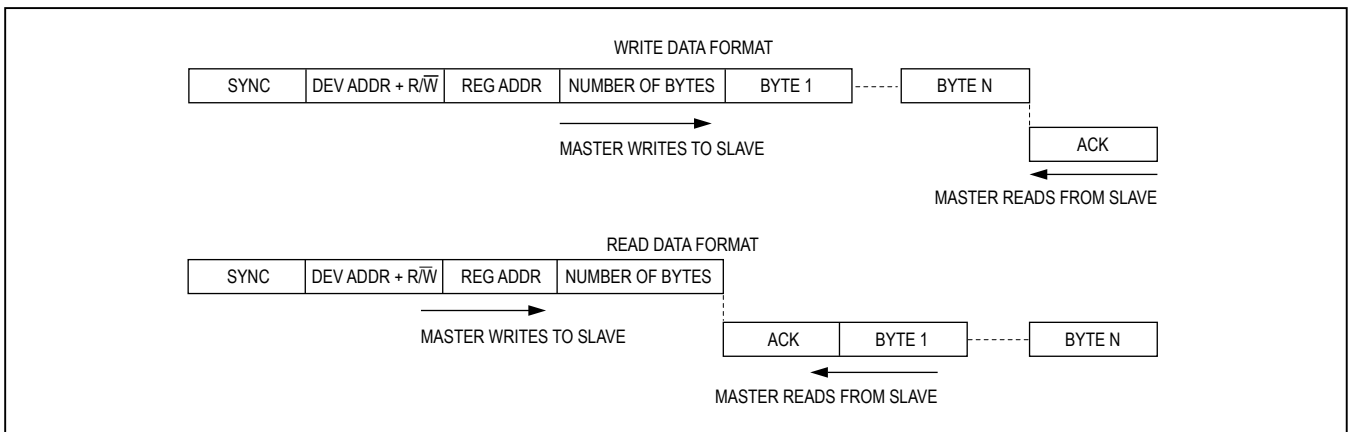 WRITE DATA FORMAT
SYNC DEV ADDR + R/W̅ REG ADDR NUMBER OF BYTES BYTE 1 BYTE N
MASTER WRITES TO SLAVE
ACK
MASTER READS FROM SLAVE
READ DATA FORMAT
SYNC DEV ADDR + R/W̅ REG ADDR NUMBER OF BYTES
MASTER WRITES TO SLAVE
ACK BYTE 1 BYTE N
MASTER READS FROM SLAVE